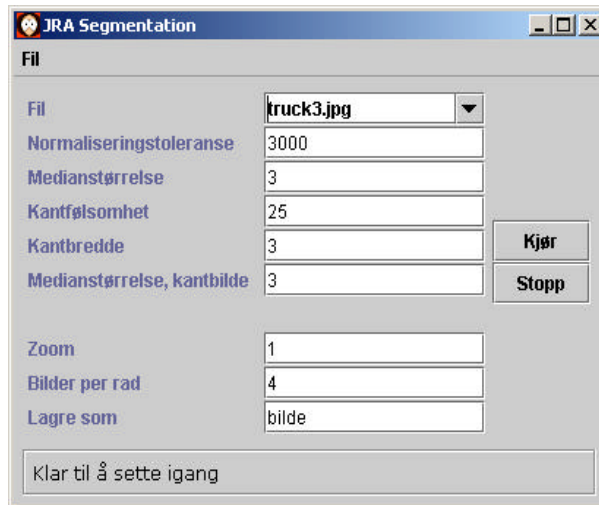 JRA Segmentation
Fil
Fil truck3.jpg
Normaliseringstoleranse 3000
Medianstørrelse 3
Kantfølsomhet 25
Kantbredde 3 Kjør
Medianstørrelse, kantbilde 3 Stopp
Zoom 1
Bilder per rad 4
Lagre som bilde
Klar til å sette igang